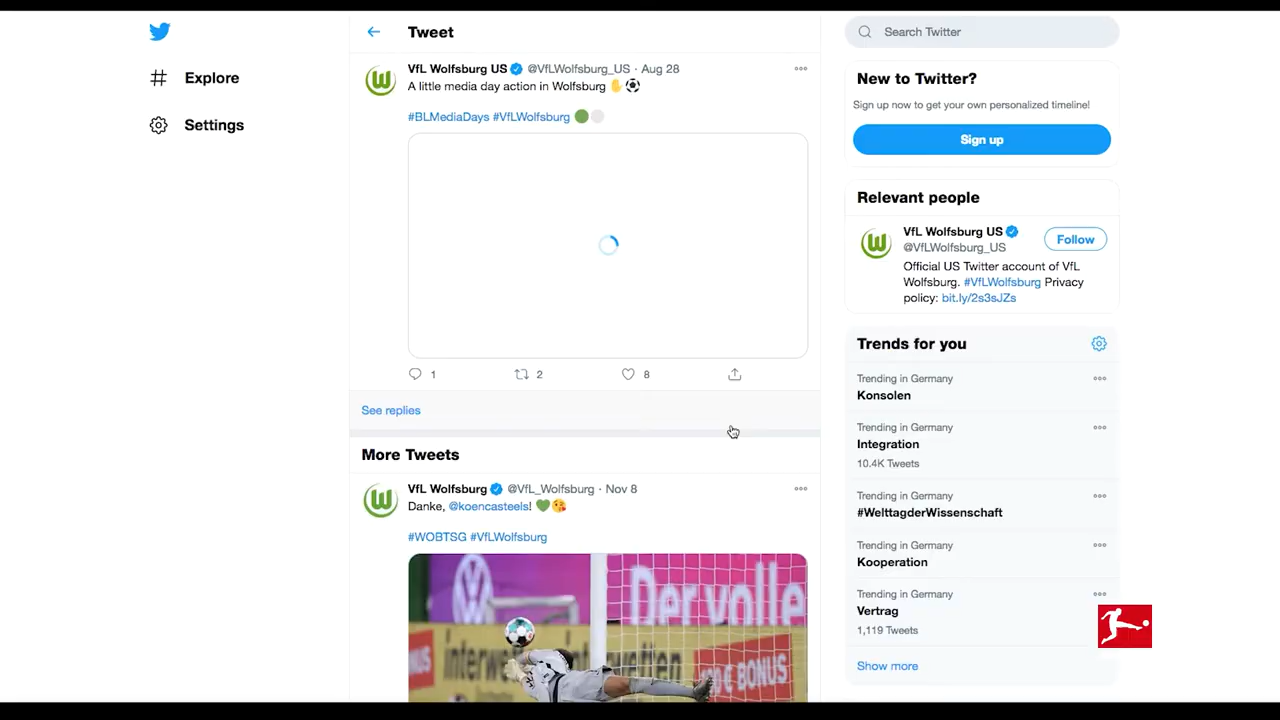 Explore
Settings
Tweet
VfL Wolfsburg US @VfLWolfsburg_US · Aug 28
A little media day action in Wolfsburg ✋⚽
#BLMediaDays #VfLWolfsburg 🟢⚪
1 2 8
See replies
More Tweets
VfL Wolfsburg @VfL_Wolfsburg · Nov 8
Danke, @koencasteels! 💚😘
#WOBTSG #VfLWolfsburg
Der volle
BONUS
€ BONUS
Search Twitter
New to Twitter?
Sign up now to get your own personalized timeline!
Sign up
Relevant people
VfL Wolfsburg US
@VfLWolfsburg_US
Follow
Official US Twitter account of VfL
Wolfsburg. #VfLWolfsburg Privacy
policy: bit.ly/2s3sJZs
Trends for you
Trending in Germany
Konsolen
Trending in Germany
Integration
10.4K Tweets
Trending in Germany
#WelttagderWissenschaft
Trending in Germany
Kooperation
Trending in Germany
Vertrag
1,119 Tweets
Show more